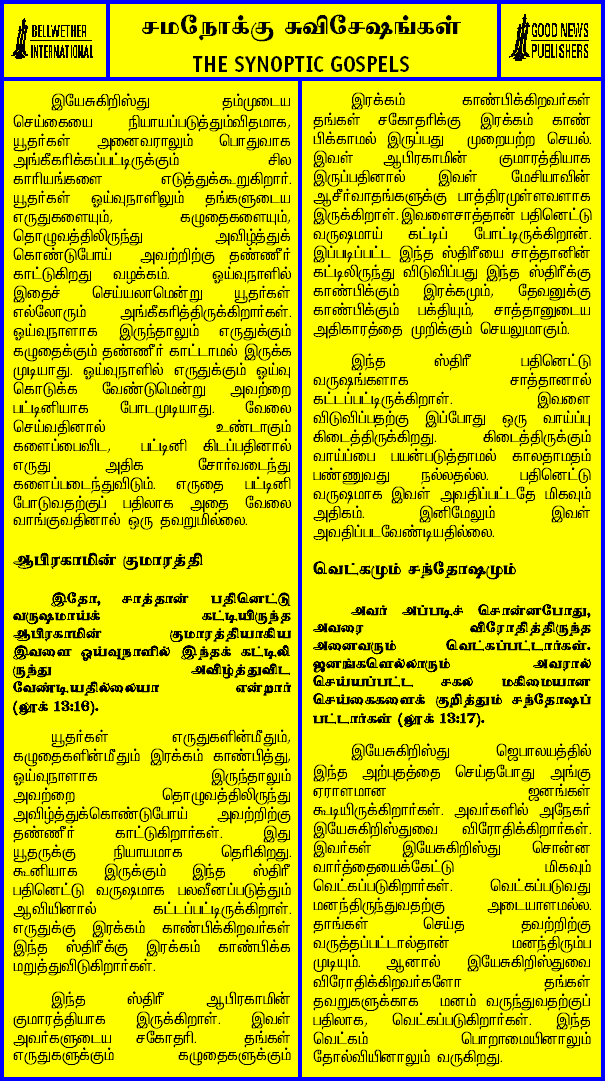 BELLWETHER
INTERNATIONAL
சமநோக்கு சுவிசேஷங்கள்
THE SYNOPTIC GOSPELS
GOOD NEWS
PUBLISHERS
இயேசுகிறிஸ்து தம்முடைய
செய்கையை நியாயப்படுத்தும்விதமாக,
யூதர்கள் அனைவராலும் பொதுவாக
அங்கீகரிக்கப்பட்டிருக்கும் சில
காரியங்களை எடுத்துக்கூறுகிறார்.
யூதர்கள் ஓய்வுநாளிலும் தங்களுடைய
எருதுகளையும், கழுதைகளையும்,
தொழுவத்திலிருந்து அவிழ்த்துக்
கொண்டுபோய் அவற்றிற்கு தண்ணீர்
காட்டுகிறது வழக்கம். ஓய்வுநாளில்
இதைச் செய்யலாமென்று யூதர்கள்
எல்லோரும் அங்கீகரித்திருக்கிறார்கள்.
ஓய்வுநாளாக இருந்தாலும் எருதுக்கும்
கழுதைக்கும் தண்ணீர் காட்டாமல் இருக்க
முடியாது. ஓய்வுநாளில் எருதுக்கும் ஓய்வு
கொடுக்க வேண்டுமென்று அவற்றை
பட்டினியாக போடமுடியாது. வேலை
செய்வதினால் உண்டாகும்
களைப்பைவிட, பட்டினி கிடப்பதினால்
எருது அதிக சோர்வடைந்து
களைப்படைந்துவிடும். எருதை பட்டினி
போடுவதற்குப் பதிலாக அதை வேலை
வாங்குவதினால் ஒரு தவறுமில்லை.
ஆபிரகாமின் குமாரத்தி
இதோ, சாத்தான் பதினெட்டு
வருஷமாய்க் கட்டியிருந்த
ஆபிரகாமின் குமாரத்தியாகிய
இவளை ஓய்வுநாளில் இந்தக் கட்டிலி
ருந்து அவிழ்த்துவிட
வேண்டியதில்லையா என்றார்
(லூக் 13:16).
யூதர்கள் எருதுகளின்மீதும்,
கழுதைகளின்மீதும் இரக்கம் காண்பித்து,
ஓய்வுநாளாக இருந்தாலும்
அவற்றை தொழுவத்திலிருந்து
அவிழ்த்துக்கொண்டுபோய் அவற்றிற்கு
தண்ணீர் காட்டுகிறார்கள். இது
யூதருக்கு நியாயமாக தெரிகிறது.
கூனியாக இருக்கும் இந்த ஸ்திரீ
பதினெட்டு வருஷமாக பலவீனப்படுத்தும்
ஆவியினால் கட்டப்பட்டிருக்கிறாள்.
எருதுக்கு இரக்கம் காண்பிக்கிறவர்கள்
இந்த ஸ்திரீக்கு இரக்கம் காண்பிக்க
மறுத்துவிடுகிறார்கள்.
இந்த ஸ்திரீ ஆபிரகாமின்
குமாரத்தியாக இருக்கிறாள். இவள்
அவர்களுடைய சகோதரி. தங்கள்
எருதுகளுக்கும் கழுதைகளுக்கும்
இரக்கம் காண்பிக்கிறவர்கள்
தங்கள் சகோதரிக்கு இரக்கம் காண்
பிக்காமல் இருப்பது முறையற்ற செயல்.
இவள் ஆபிரகாமின் குமாரத்தியாக
இருப்பதினால் இவள் மேசியாவின்
ஆசீர்வாதங்களுக்கு பாத்திரமுள்ளவளாக
இருக்கிறாள். இவளைசாத்தான் பதினெட்டு
வருஷமாய் கட்டிப் போட்டிருக்கிறான்.
இப்படிப்பட்ட இந்த ஸ்திரீயை சாத்தானின்
கட்டிலிருந்து விடுவிப்பது இந்த ஸ்திரீக்கு
காண்பிக்கும் இரக்கமும், தேவனுக்கு
காண்பிக்கும் பக்தியும், சாத்தானுடைய
அதிகாரத்தை முறிக்கும் செயலுமாகும்.
இந்த ஸ்திரீ பதினெட்டு
வருஷங்களாக சாத்தானால்
கட்டப்பட்டிருக்கிறாள். இவளை
விடுவிப்பதற்கு இப்போது ஒரு வாய்ப்பு
கிடைத்திருக்கிறது. கிடைத்திருக்கும்
வாய்ப்பை பயன்படுத்தாமல் காலதாமதம்
பண்ணுவது நல்லதல்ல. பதினெட்டு
வருஷமாக இவள் அவதிப்பட்டதே மிகவும்
அதிகம். இனிமேலும் இவள்
அவதிப்படவேண்டியதில்லை.
வெட்கமும் சந்தோஷமும்
அவர் அப்படிச் சொன்னபோது,
அவரை விரோதித்திருந்த
அனைவரும் வெட்கப்பட்டார்கள்.
ஜனங்களெல்லாரும் அவரால்
செய்யப்பட்ட சகல மகிமையான
செய்கைகளைக் குறித்தும் சந்தோஷப்
பட்டார்கள் (லூக் 13:17).
இயேசுகிறிஸ்து ஜெபாலயத்தில்
இந்த அற்புதத்தை செய்தபோது அங்கு
ஏராளமான ஜனங்கள்
கூடியிருக்கிறார்கள். அவர்களில் அநேகர்
இயேசுகிறிஸ்துவை விரோதிக்கிறார்கள்.
இவர்கள் இயேசுகிறிஸ்து சொன்ன
வார்த்தையைக்கேட்டு மிகவும்
வெட்கப்படுகிறார்கள். வெட்கப்படுவது
மனந்திருந்துவதற்கு அடையாளமல்ல.
தாங்கள் செய்த தவற்றிற்கு
வருத்தப்பட்டால்தான் மனந்திரும்ப
முடியும். ஆனால் இயேசுகிறிஸ்துவை
விரோதிக்கிறவர்களோ தங்கள்
தவறுகளுக்காக மனம் வருந்துவதற்குப்
பதிலாக, வெட்கப்படுகிறார்கள். இந்த
வெட்கம் பொறாமையினாலும்
தோல்வியினாலும் வருகிறது.